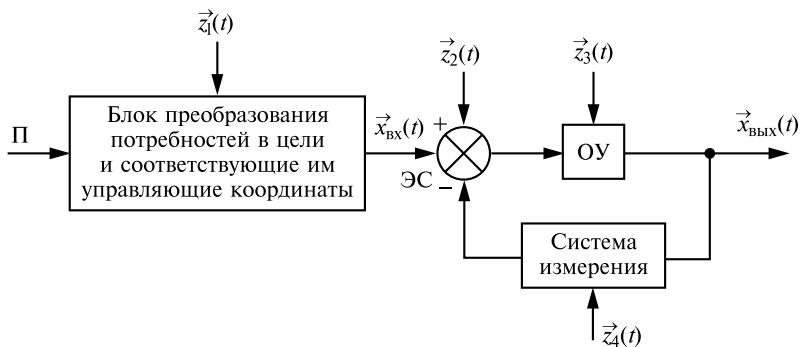 z⃗₁(t)
z⃗₂(t)
z⃗₃(t)
П
Блок преобразования
потребностей в цели
и соответствующие им
управляющие координаты
x⃗вх(t)
+
ЭС
−
ОУ
x⃗вых(t)
Система
измерения
z⃗₄(t)